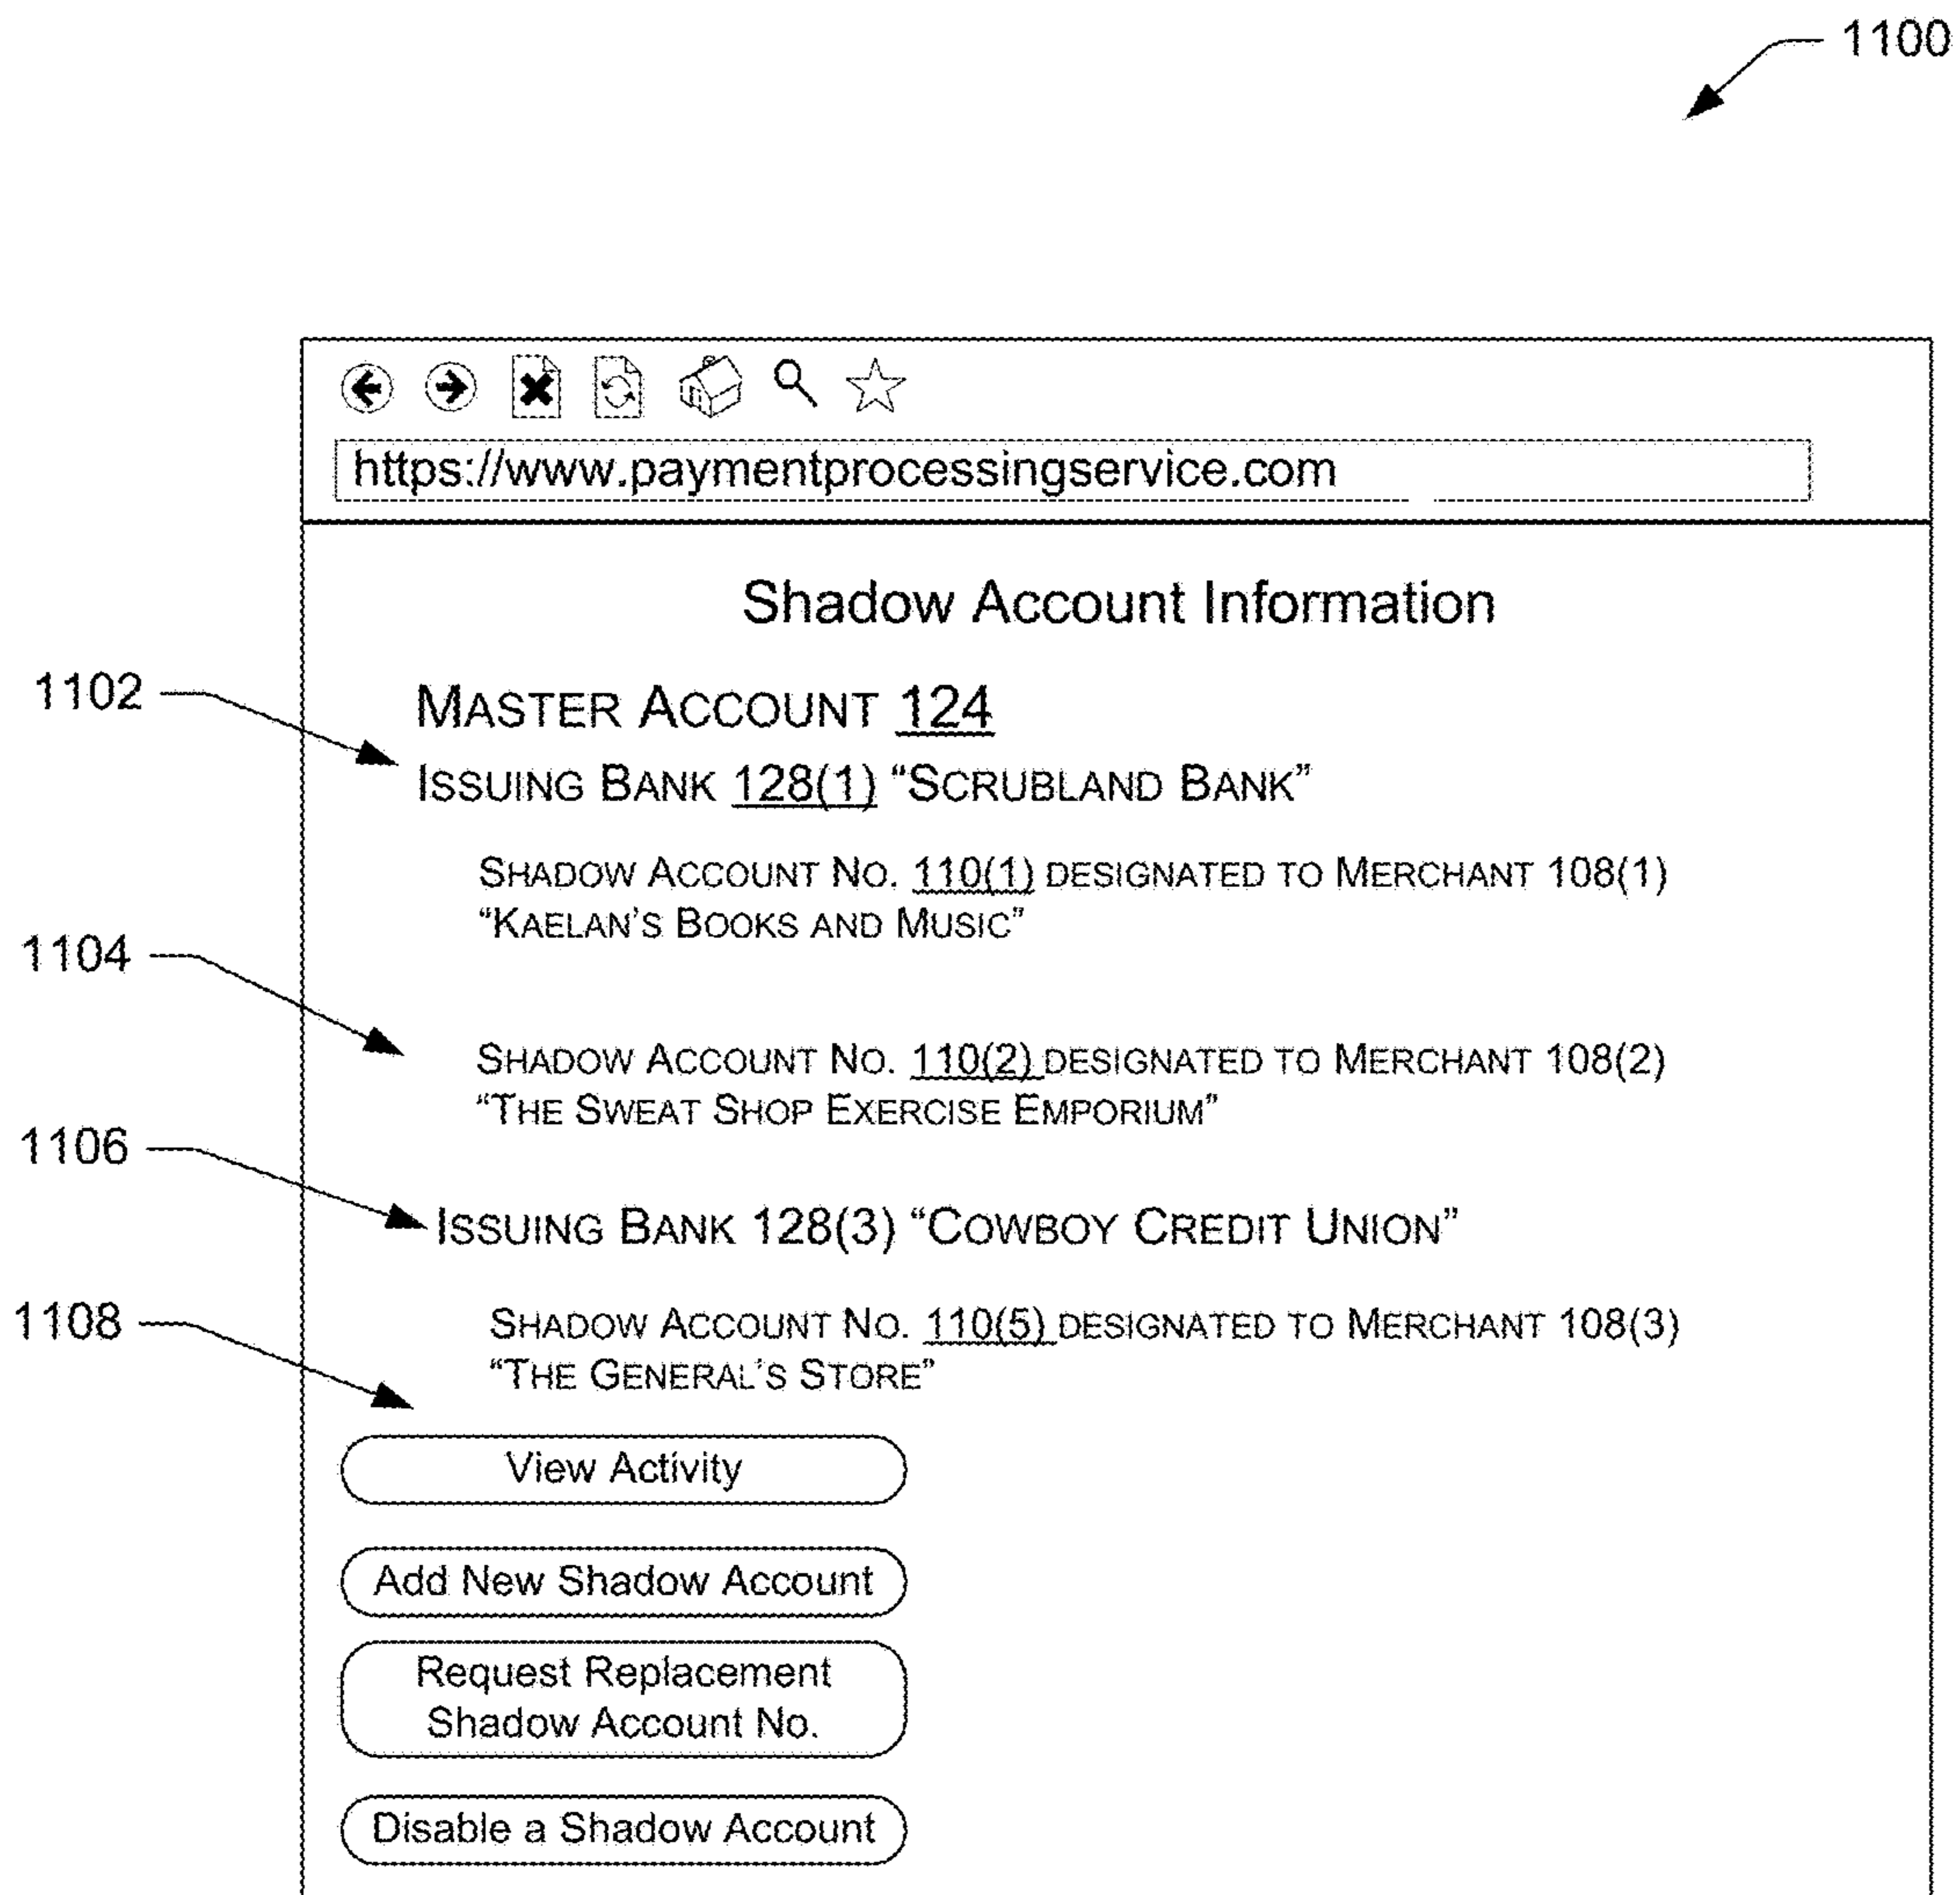 1100
https://www.paymentprocessingservice.com
Shadow Account Information
1102
MASTER ACCOUNT 124
ISSUING BANK 128(1) “SCRUBLAND BANK”
SHADOW ACCOUNT NO. 110(1) DESIGNATED TO MERCHANT 108(1)
“KAELAN’S BOOKS AND MUSIC”
1104
SHADOW ACCOUNT NO. 110(2) DESIGNATED TO MERCHANT 108(2)
“THE SWEAT SHOP EXERCISE EMPORIUM”
1106
ISSUING BANK 128(3) “COWBOY CREDIT UNION”
1108
SHADOW ACCOUNT NO. 110(5) DESIGNATED TO MERCHANT 108(3)
“THE GENERAL’S STORE”
View Activity
Add New Shadow Account
Request Replacement
Shadow Account No.
Disable a Shadow Account